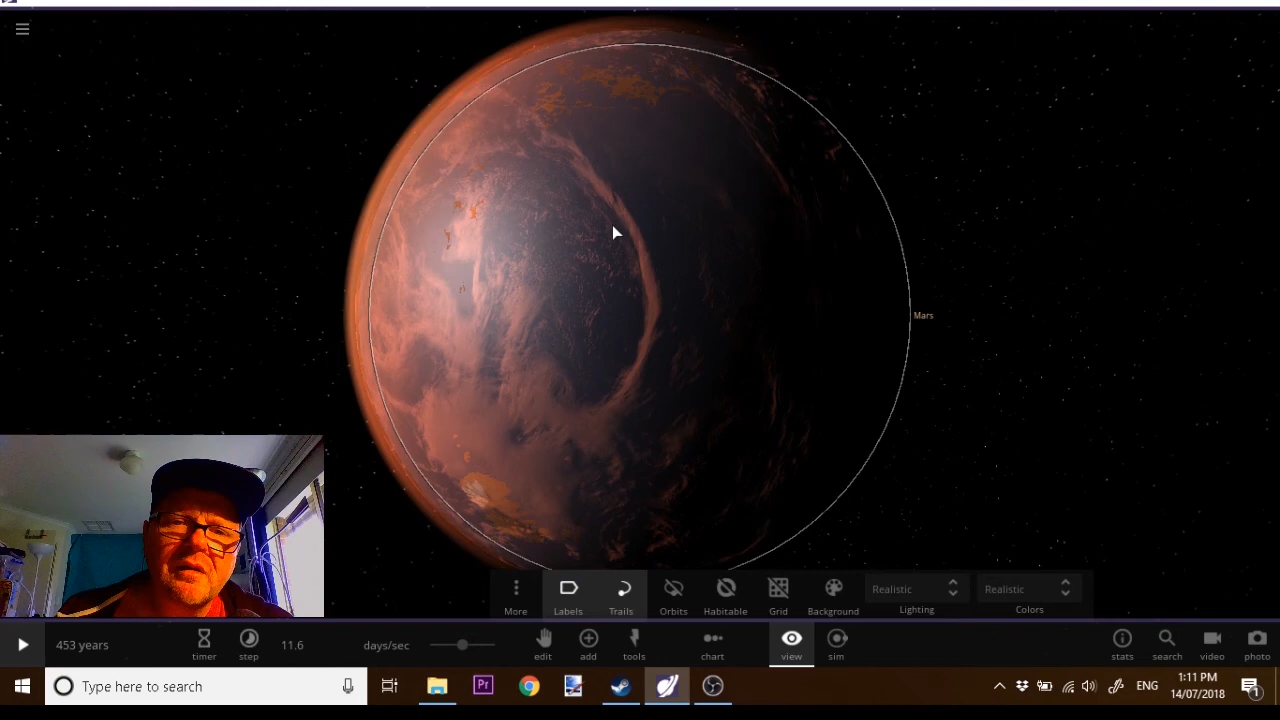 Mars
More
Labels
Trails
Orbits
Habitable
Grid
Background
Realistic
Lighting
Realistic
Colors
453 years
timer
step
11.6
days/sec
edit
add
tools
chart
view
sim
stats
search
video
photo
Type here to search
Pr
ENG
1:11 PM
14/07/2018
1